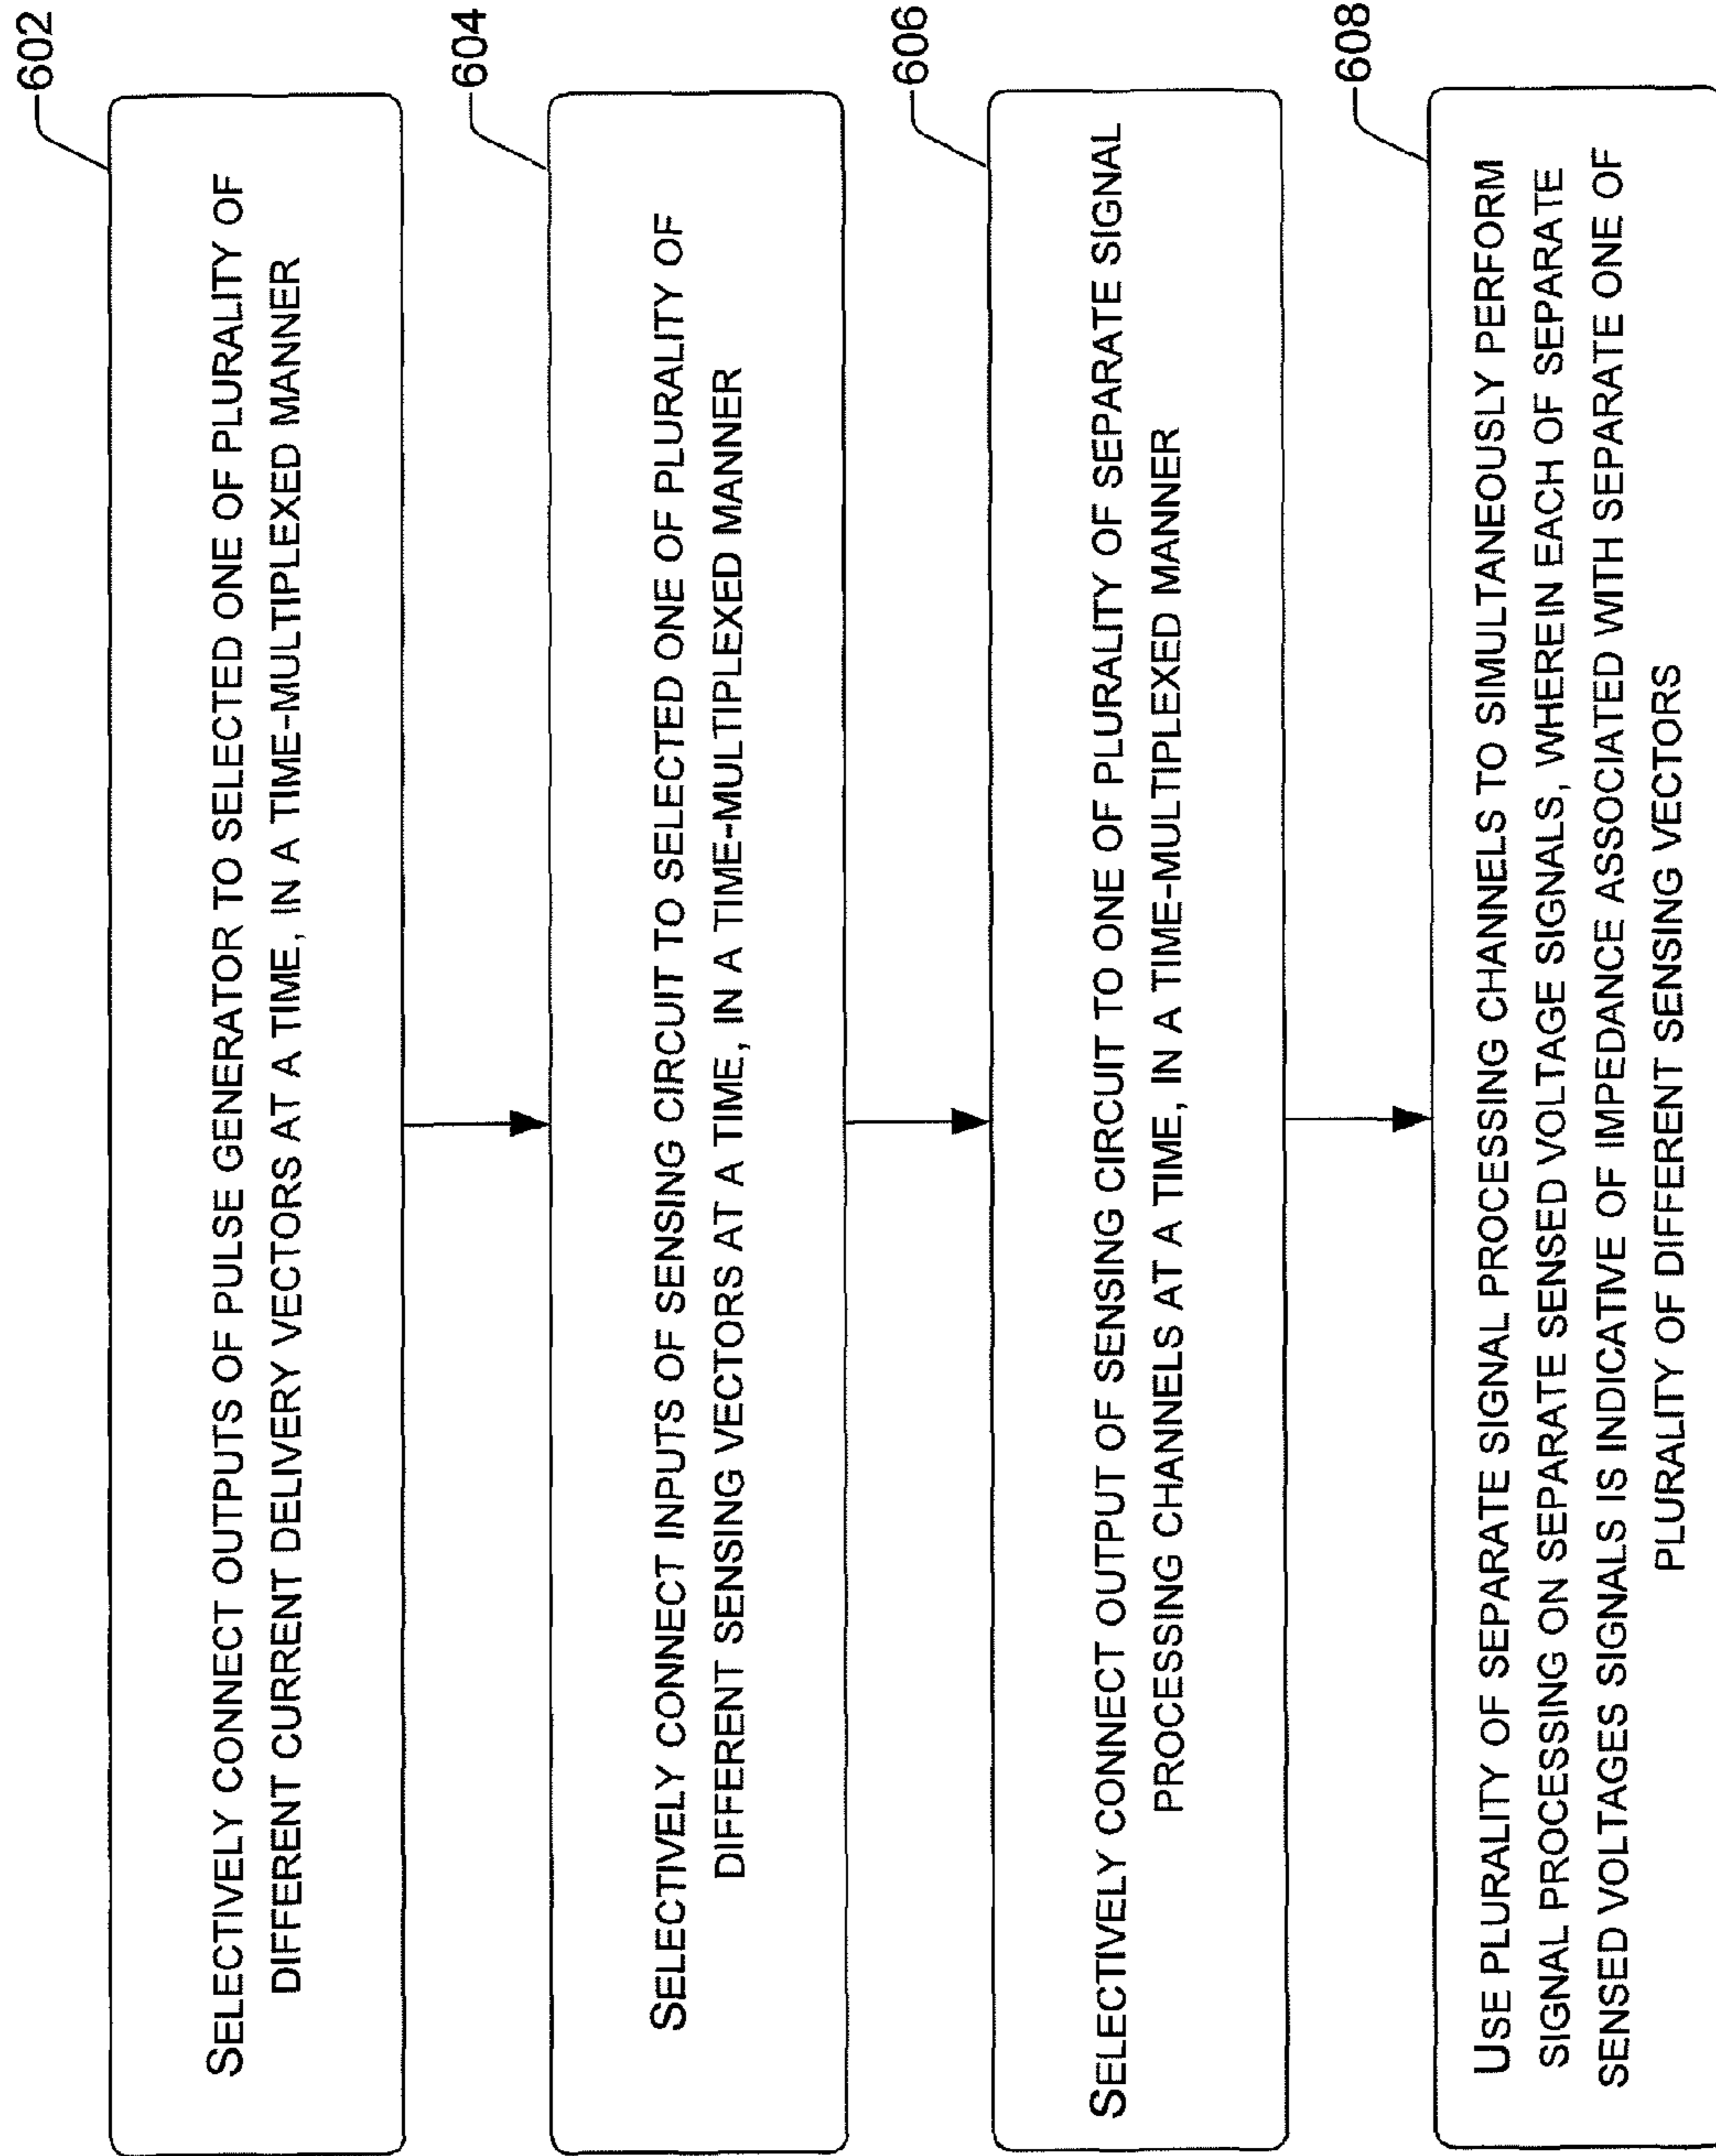 602
SELECTIVELY CONNECT OUTPUTS OF PULSE GENERATOR TO SELECTED ONE OF PLURALITY OF
DIFFERENT CURRENT DELIVERY VECTORS AT A TIME, IN A TIME-MULTIPLEXED MANNER
604
SELECTIVELY CONNECT INPUTS OF SENSING CIRCUIT TO SELECTED ONE OF PLURALITY OF
DIFFERENT SENSING VECTORS AT A TIME, IN A TIME-MULTIPLEXED MANNER
606
SELECTIVELY CONNECT OUTPUT OF SENSING CIRCUIT TO ONE OF PLURALITY OF SEPARATE SIGNAL
PROCESSING CHANNELS AT A TIME, IN A TIME-MULTIPLEXED MANNER
608
USE PLURALITY OF SEPARATE SIGNAL PROCESSING CHANNELS TO SIMULTANEOUSLY PERFORM
SIGNAL PROCESSING ON SEPARATE SENSED VOLTAGE SIGNALS, WHEREIN EACH OF SEPARATE
SENSED VOLTAGES SIGNALS IS INDICATIVE OF IMPEDANCE ASSOCIATED WITH SEPARATE ONE OF
PLURALITY OF DIFFERENT SENSING VECTORS